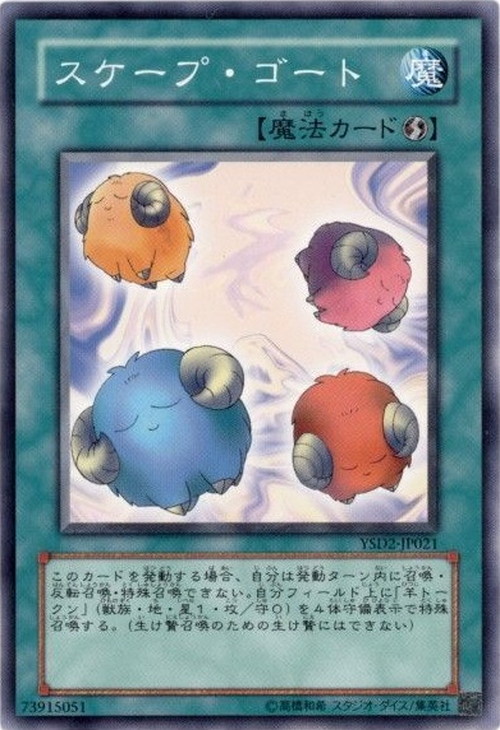 スケープ・ゴート
魔
【魔法カード】
YSD2-JP021
このカードを発動する場合、自分は発動ターン内に召喚・
反転召喚・特殊召喚できない。自分フィールド上に「羊トー
クン」(獣族・地・星1・攻/守0)を4体守備表示で特殊
召喚する。(生け贄召喚のための生け贄にはできない)
73915051
©高橋和希 スタジオ・ダイス/集英社